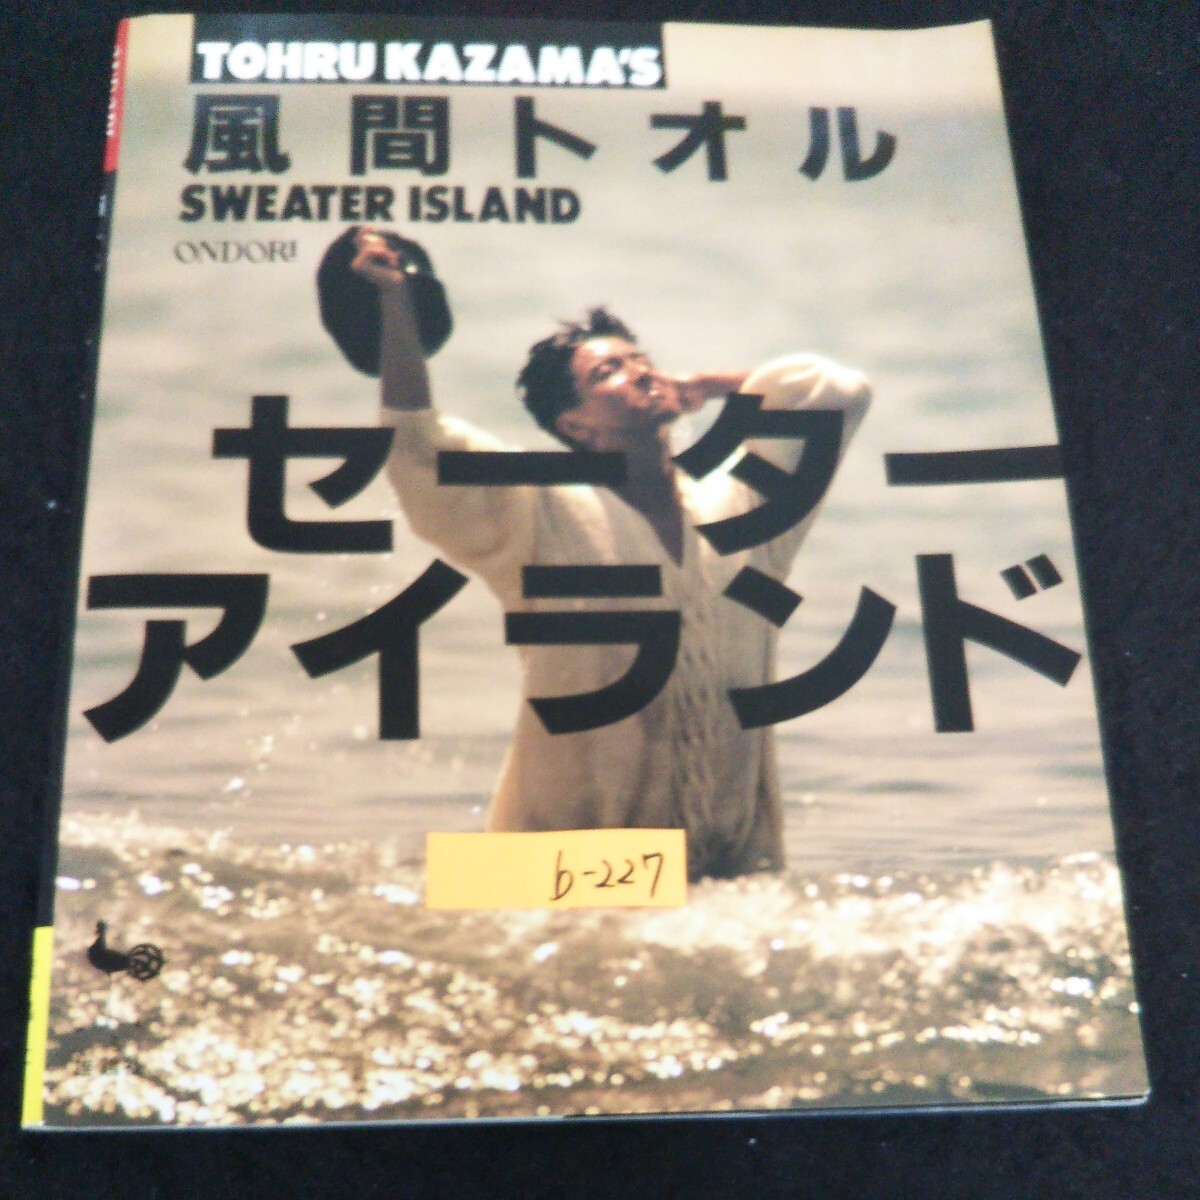 TOHRU KAZAMA'S
風間トオル
SWEATER ISLAND
ONDORI
セーター
アイランド
b-227